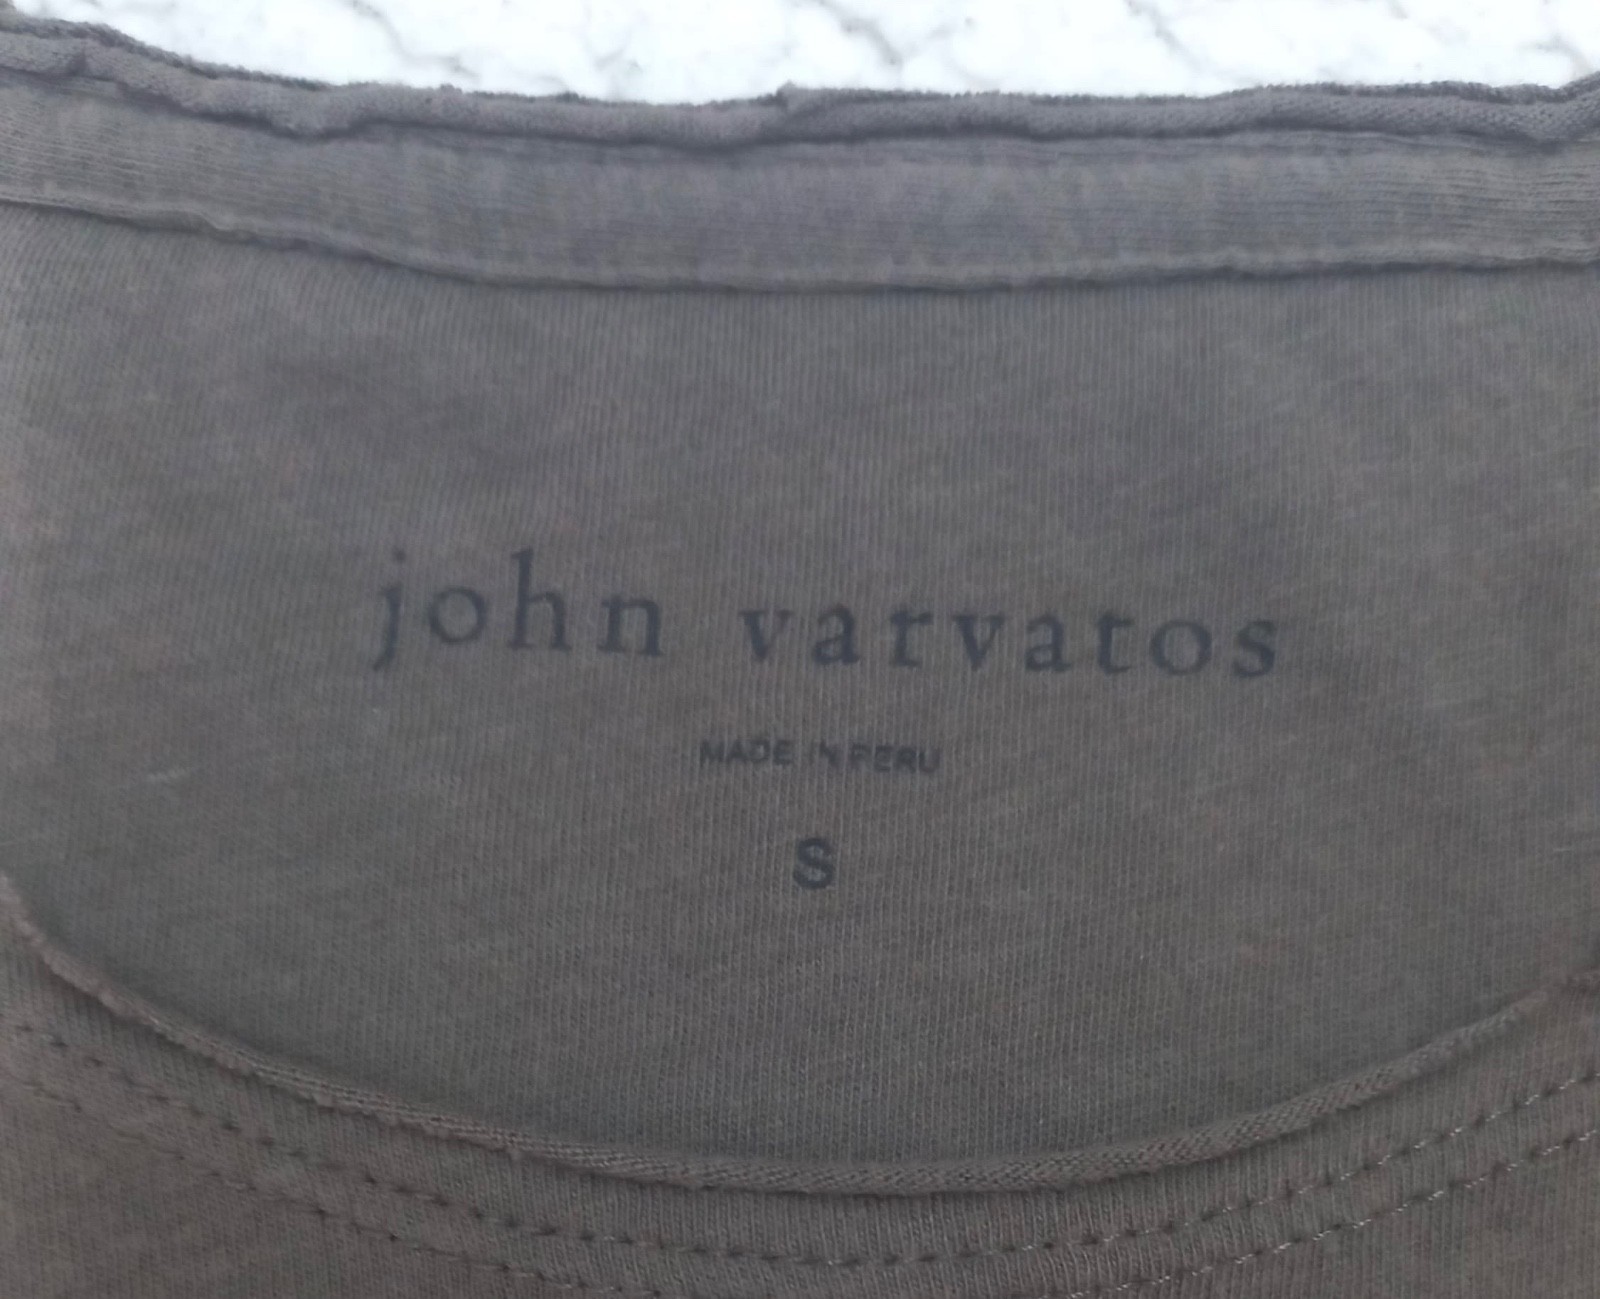 john varvatos
MADE IN PERU
S